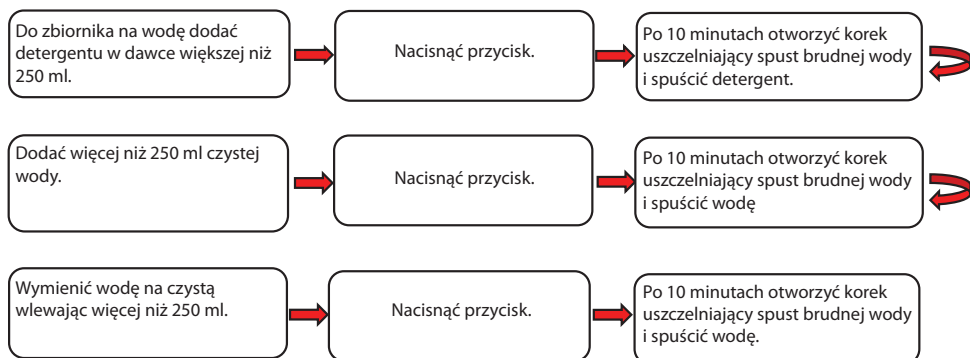 Do zbiornika na wodę dodać
detergentu w dawce większej niż
250 ml.
Nacisnąć przycisk.
Po 10 minutach otworzyć korek
uszczelniający spust brudnej wody
i spuścić detergent.
Dodać więcej niż 250 ml czystej
wody.
Nacisnąć przycisk.
Po 10 minutach otworzyć korek
uszczelniający spust brudnej wody
i spuścić wodę
Wymienić wodę na czystą
wlewając więcej niż 250 ml.
Nacisnąć przycisk.
Po 10 minutach otworzyć korek
uszczelniający spust brudnej wody
i spuścić wodę.